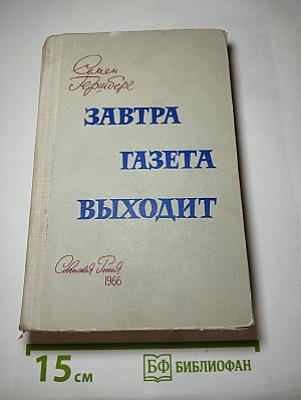 Семен
Гершберг
ЗАВТРА
ГАЗЕТА
ВЫХОДИТ
Советская Россия
1966
15 см
БФ БИБЛИОФАН